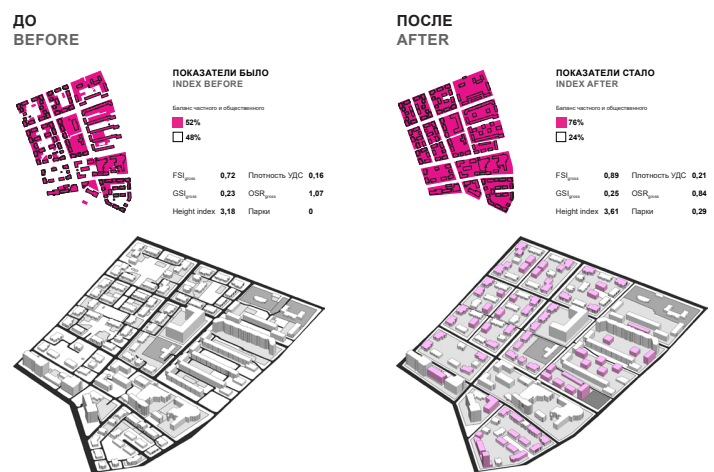 ДО
BEFORE
ПОКАЗАТЕЛИ БЫЛО
INDEX BEFORE
Баланс частного и общественного
52%
48%
FSIgross 0,72 Плотность УДС 0,16
GSIgross 0,23 OSRgross 1,07
Height index 3,18 Парки 0
ПОСЛЕ
AFTER
ПОКАЗАТЕЛИ СТАЛО
INDEX AFTER
Баланс частного и общественного
76%
24%
FSIgross 0,89 Плотность УДС 0,21
GSIgross 0,25 OSRgross 0,84
Height index 3,61 Парки 0,29